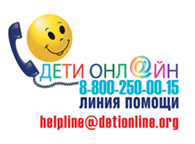 ДЕТИ ОНЛ@ЙН
8-800-250-00-15
ЛИНИЯ ПОМОЩИ
helpline@detionline.org